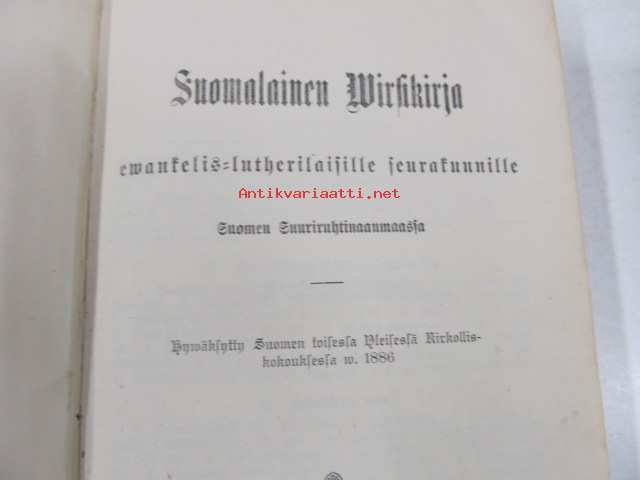 Suomalainen Wirsikirja
ewankelis-lutherilaisille seurakunnille
Antikvariaatti.net
Suomen Suuriruhtinaanmaassa
Hywäksytty Suomen toisessa Yleisessä Kirkollis-
kokouksessa w. 1886